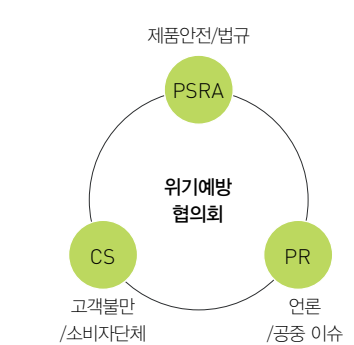 제품안전/법규
PSRA
위기예방
협의회
CS
PR
고객불만
/소비자단체
언론
/공중 이슈